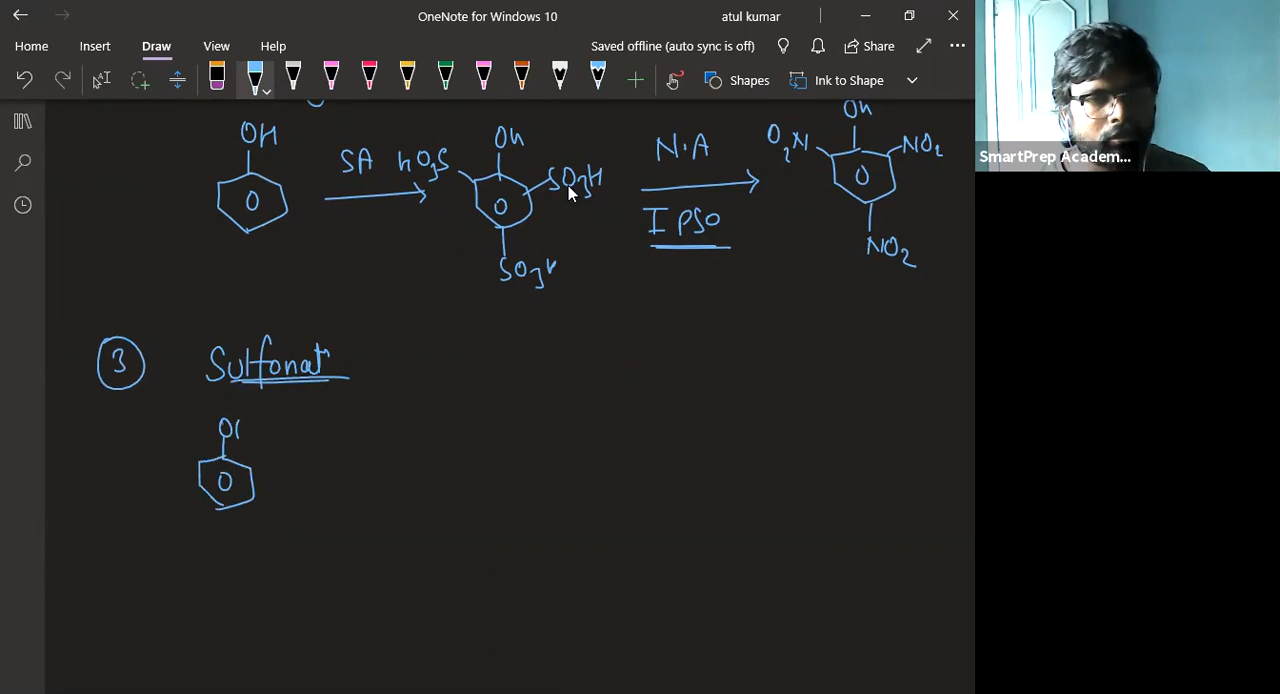 OneNote for Windows 10
atul kumar
Home Insert Draw View Help
Saved offline (auto sync is off)
Share
Shapes
Ink to Shape
SmartPrep Academ...
OH
SA
hO3S
Oh
SO3H
SO3H
N.A
IPSO
Oh
O2N
NO2
NO2
3
Sulfonat
O